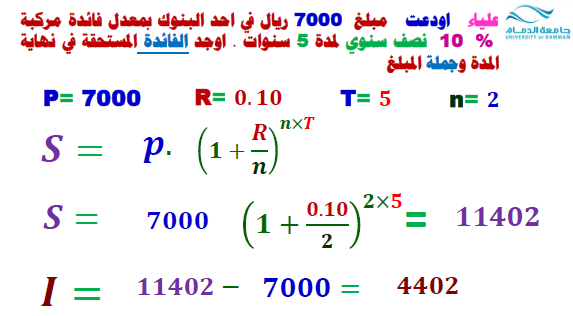 علياء اودعت مبلغ 7000 ريال في احد البنوك بمعدل فائدة مركبة
% 10 نصف سنوي لمدة 5 سنوات . اوجد الفائدة المستحقة في نهاية
المدة وجملة المبلغ
جامعة الدمام
UNIVERSITY OF DAMMAM
P= 7000 R= 0.10 T= 5 n= 2
S = p. (1 + R/n)^n×T
S = 7000 (1 + 0.10/2)^2×5 = 11402
I = 11402 − 7000 = 4402